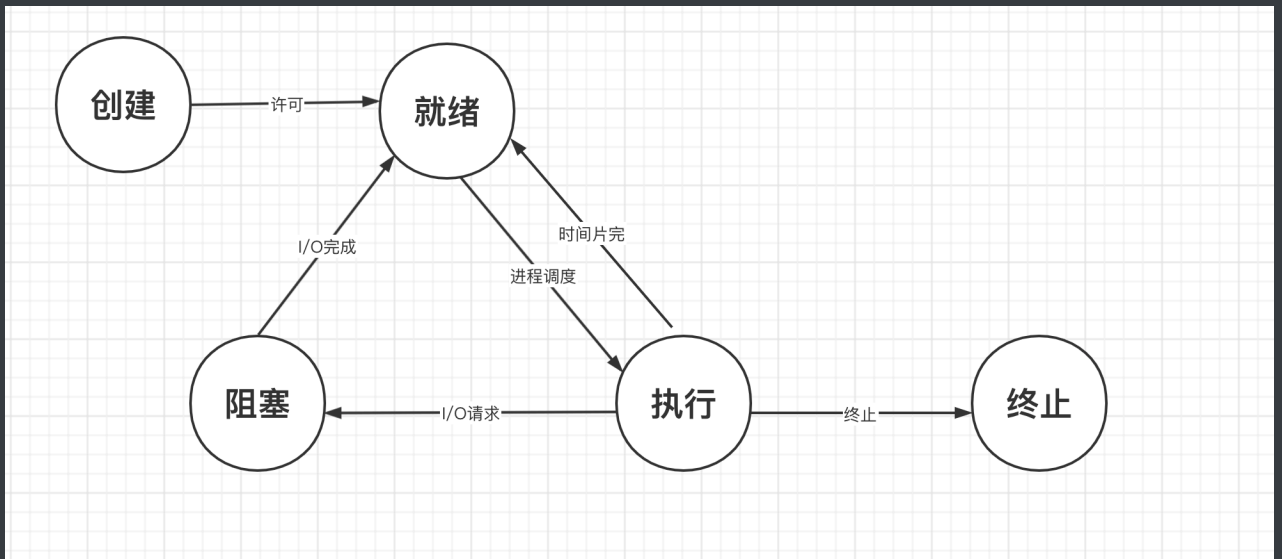 创建
许可
就绪
时间片完
I/O完成
进程调度
阻塞
I/O请求
执行
终止
终止